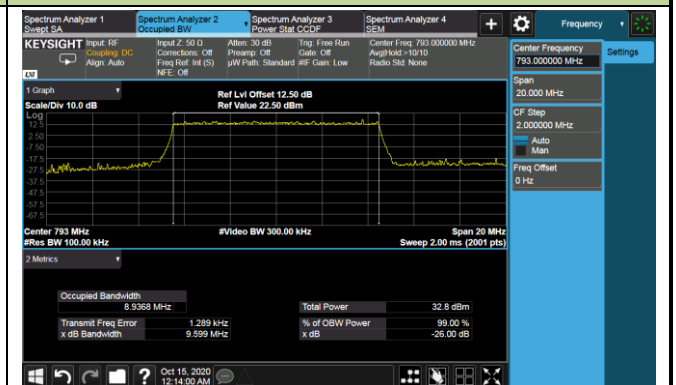 Spectrum Analyzer 1
Swept SA
Spectrum Analyzer 2
Occupied BW
Spectrum Analyzer 3
Power Stat CCDF
Spectrum Analyzer 4
SEM
+
Frequency
KEYSIGHT
Input: RF
Coupling: DC
Align: Auto
Input Z: 50 Ω
Corrections: Off
Freq Ref: Int (S)
NFE: Off
Atten: 30 dB
Preamp: Off
µW Path: Standard
Trig: Free Run
Gate: Off
#IF Gain: Low
Center Freq: 793.000000 MHz
Avg|Hold:>10/10
Radio Std: None
LXI
Center Frequency
793.000000 MHz
Settings
Span
20.000 MHz
CF Step
2.000000 MHz
Auto
Man
Freq Offset
0 Hz
1 Graph
Scale/Div 10.0 dB
Ref Lvl Offset 12.50 dB
Ref Value 22.50 dBm
Log
12.5
2.50
-7.50
-17.5
-27.5
-37.5
-47.5
-57.5
-67.5
Center 793 MHz
#Video BW 300.00 kHz
Span 20 MHz
#Res BW 100.00 kHz
Sweep 2.00 ms (2001 pts)
2 Metrics
Occupied Bandwidth
8.9368 MHz
Total Power 32.8 dBm
Transmit Freq Error 1.289 kHz
% of OBW Power 99.00 %
x dB Bandwidth 9.599 MHz
x dB -26.00 dB
?
Oct 15, 2020
12:14:00 AM